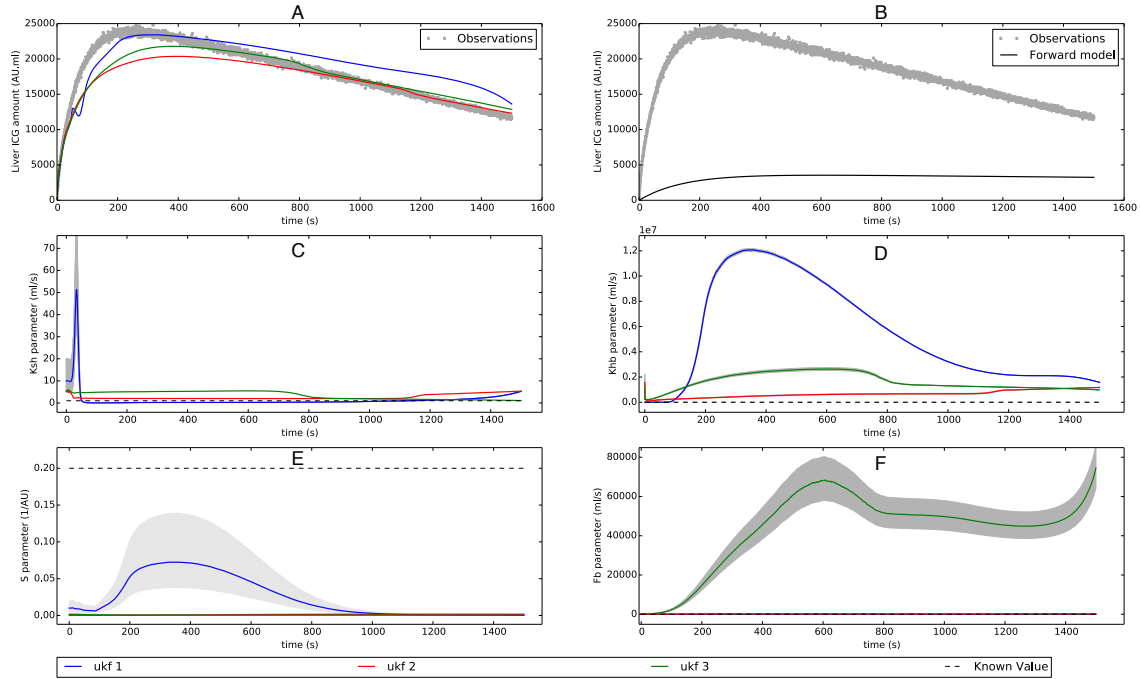 A
B
25000
20000
15000
10000
5000
0
Liver ICG amount (AU.ml)
Observations
0 200 400 600 800 1000 1200 1400 1600
time (s)
25000
20000
15000
10000
5000
0
Liver ICG amount (AU.ml)
Observations
Forward model
0 200 400 600 800 1000 1200 1400 1600
time (s)
C
70
60
50
40
30
20
10
0
Ksh parameter (ml/s)
0 200 400 600 800 1000 1200 1400
time (s)
1e7
D
1.2
1.0
0.8
0.6
0.4
0.2
0.0
Khb parameter (ml/s)
0 200 400 600 800 1000 1200 1400
time (s)
E
0.20
0.15
0.10
0.05
0.00
S parameter (1/AU)
0 200 400 600 800 1000 1200 1400
time (s)
F
80000
60000
40000
20000
0
Fb parameter (ml/s)
0 200 400 600 800 1000 1200 1400
time (s)
ukf 1 ukf 2 ukf 3 Known Value